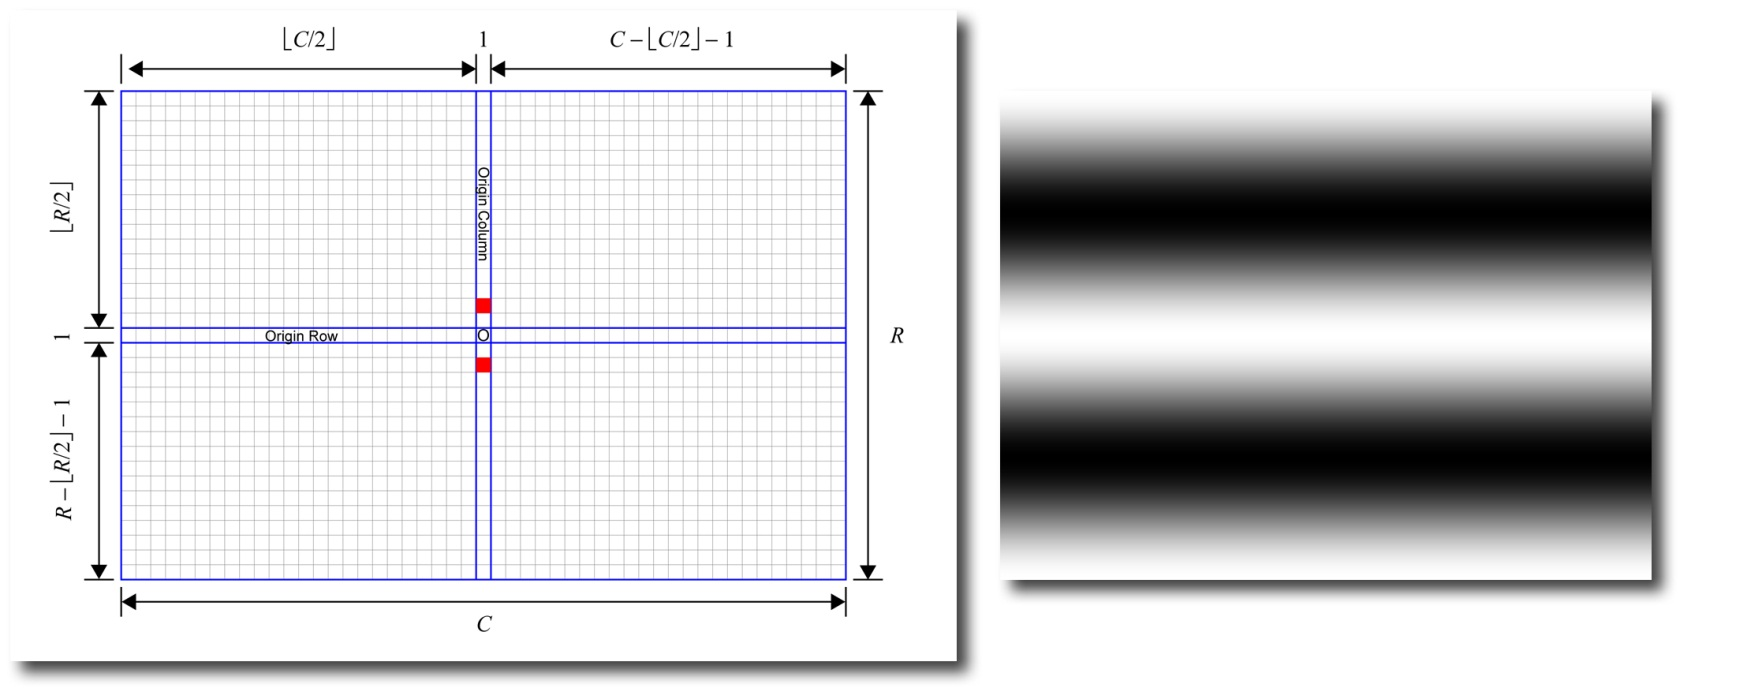 ⌊C/2⌋
1
C – ⌊C/2⌋ – 1
⌊R/2⌋
Origin Column
1
Origin Row
O
R
R – ⌊R/2⌋ – 1
C